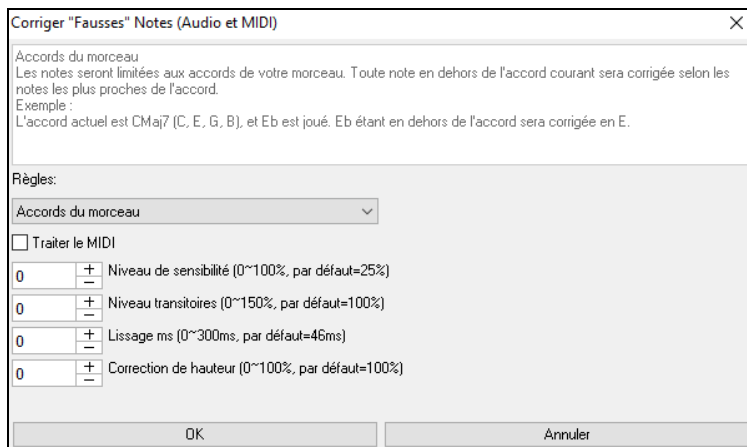 Corriger "Fausses" Notes (Audio et MIDI)
Accords du morceau
Les notes seront limitées aux accords de votre morceau. Toute note en dehors de l'accord courant sera corrigée selon les
notes les plus proches de l'accord.
Exemple :
L'accord actuel est CMaj7 (C, E, G, B), et Eb est joué. Eb étant en dehors de l'accord sera corrigée en E.
Règles:
Accords du morceau
Traiter le MIDI
0 + - Niveau de sensibilité (0~100%, par défaut=25%)
0 + - Niveau transitoires (0~150%, par défaut=100%)
0 + - Lissage ms (0~300ms, par défaut=46ms)
0 + - Correction de hauteur (0~100%, par défaut=100%)
OK Annuler